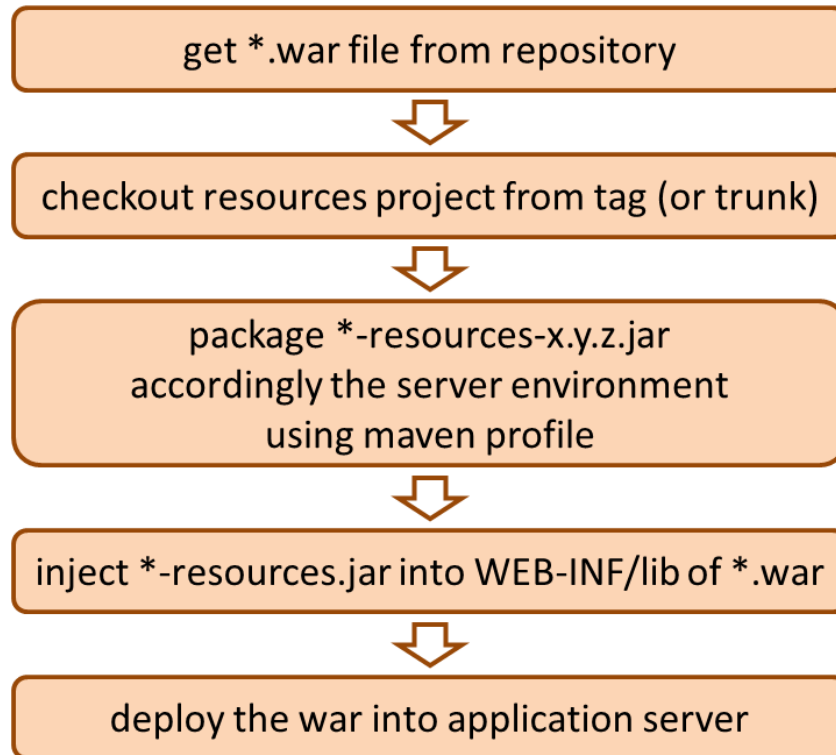 get *.war file from repository
checkout resources project from tag (or trunk)
package *-resources-x.y.z.jar
accordingly the server environment
using maven profile
inject *-resources.jar into WEB-INF/lib of *.war
deploy the war into application server